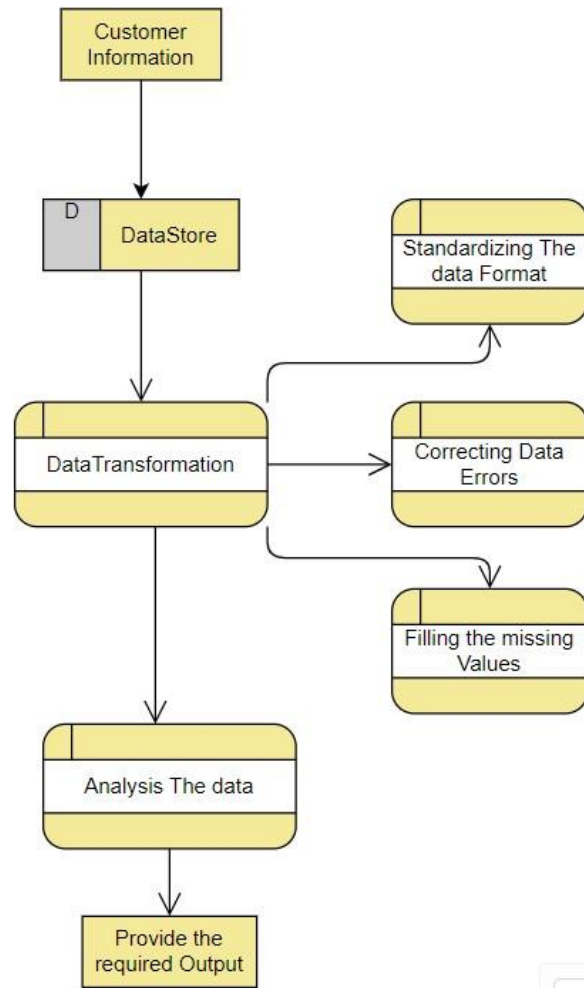 Customer
Information
D
DataStore
Standardizing The
data Format
DataTransformation
Correcting Data
Errors
Filling the missing
Values
Analysis The data
Provide the
required Output